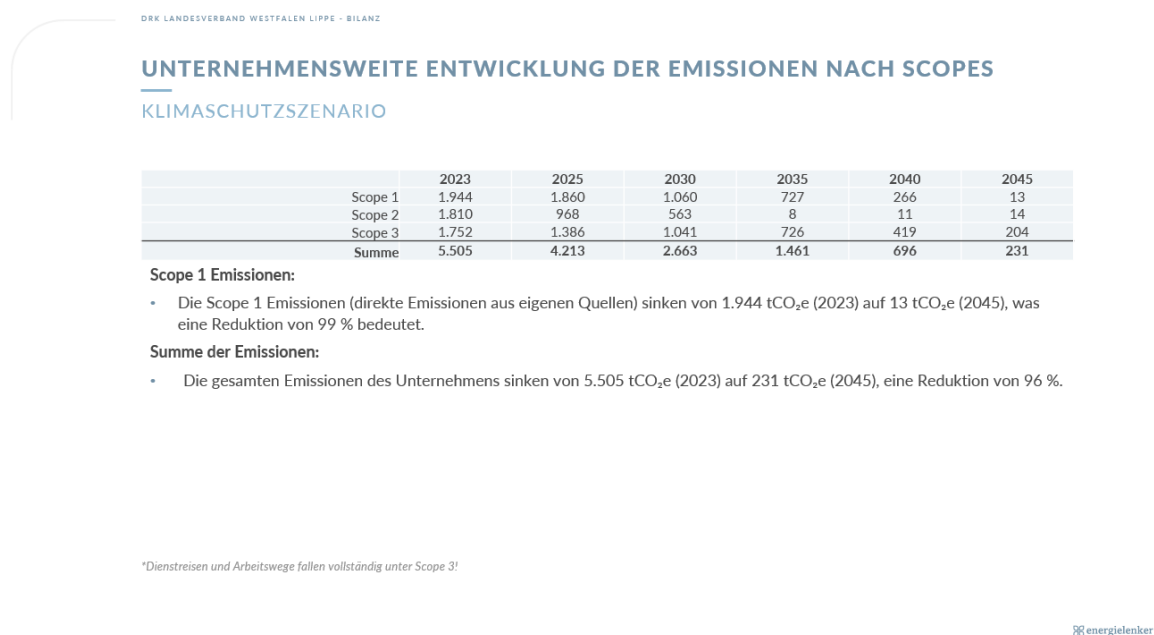 DRK LANDESVERBAND WESTFALEN LIPPE - BILANZ
UNTERNEHMENSWEITE ENTWICKLUNG DER EMISSIONEN NACH SCOPES
KLIMASCHUTZSZENARIO
2023 2025 2030 2035 2040 2045
Scope 1 1.944 1.860 1.060 727 266 13
Scope 2 1.810 968 563 8 11 14
Scope 3 1.752 1.386 1.041 726 419 204
Summe 5.505 4.213 2.663 1.461 696 231
Scope 1 Emissionen:
• Die Scope 1 Emissionen (direkte Emissionen aus eigenen Quellen) sinken von 1.944 tCO₂e (2023) auf 13 tCO₂e (2045), was
eine Reduktion von 99 % bedeutet.
Summe der Emissionen:
• Die gesamten Emissionen des Unternehmens sinken von 5.505 tCO₂e (2023) auf 231 tCO₂e (2045), eine Reduktion von 96 %.
*Dienstreisen und Arbeitswege fallen vollständig unter Scope 3!
energielenker